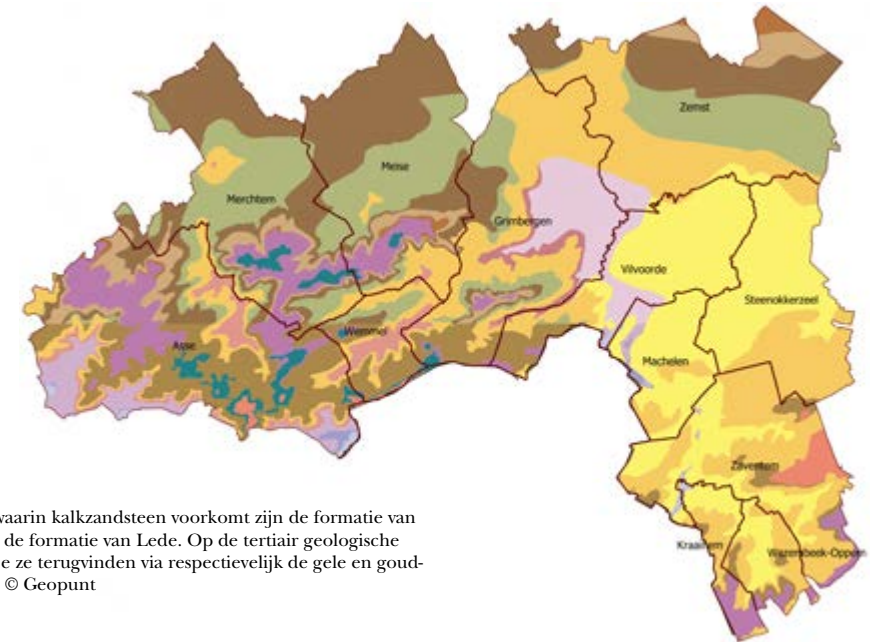 Zemst
Meise
Merchtem
Grimbergen
Vilvoorde
Steenokkerzeel
Asse
Wemmel
Machelen
Zaventem
Kraainem
Wezembeek-Oppem
waarin kalkzandsteen voorkomt zijn de formatie van
de formatie van Lede. Op de tertiair geologische
e ze terugvinden via respectievelijk de gele en goud-
© Geopunt